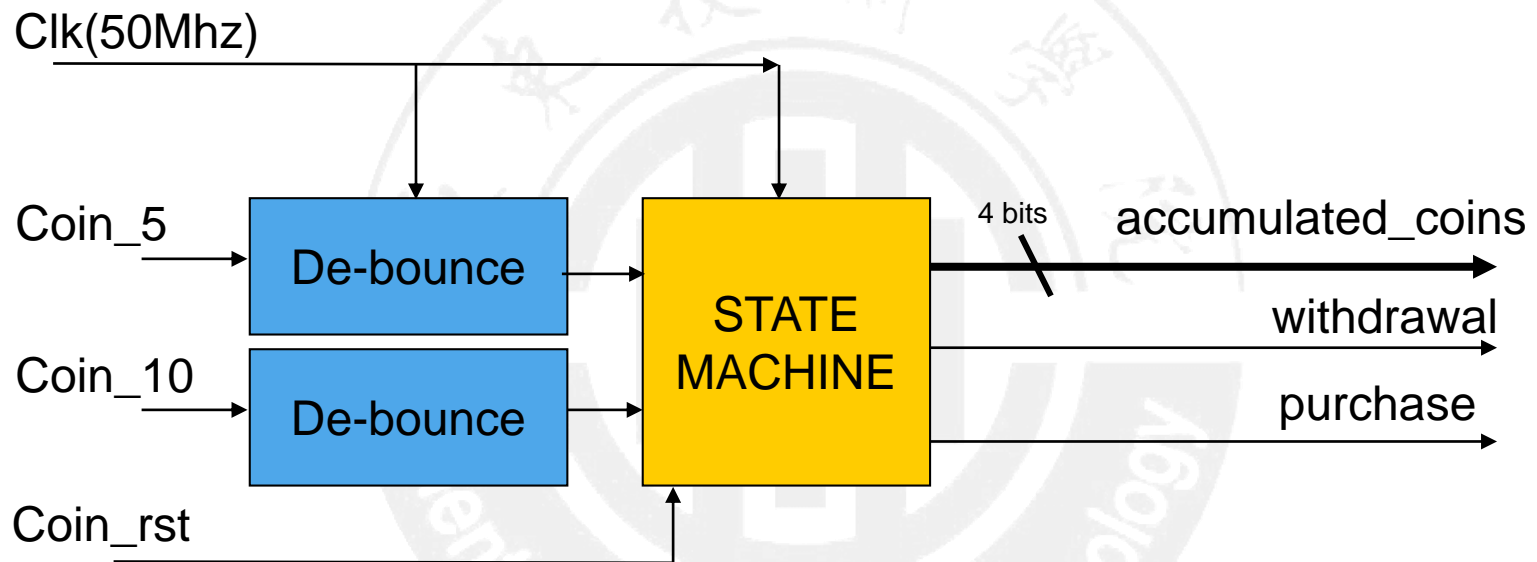 Clk(50Mhz)
Coin_5
De-bounce
Coin_10
De-bounce
Coin_rst
STATE
MACHINE
4 bits
accumulated_coins
withdrawal
purchase